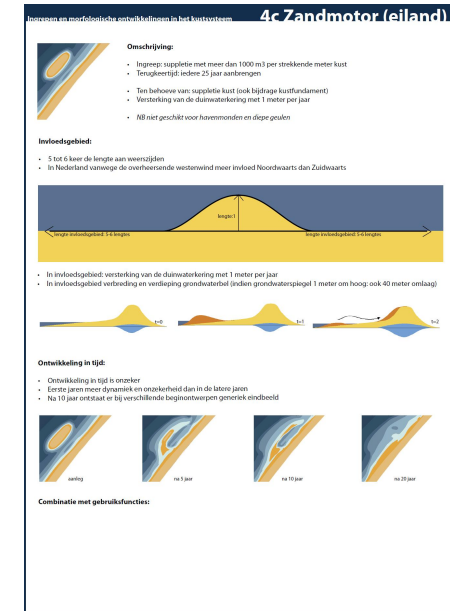 Ingrepen en morfologische ontwikkelingen in het kustsysteem
4c Zandmotor (eiland)
Omschrijving:
• Ingreep: suppletie met meer dan 1000 m3 per strekkende meter kust
• Terugkeertijd: iedere 25 jaar aanbrengen
• Ten behoeve van: suppletie kust (ook bijdrage kustfundament)
• Versterking van de duinwaterkering met 1 meter per jaar
• NB niet geschikt voor havenmonden en diepe geulen
Invloedsgebied:
• 5 tot 6 keer de lengte aan weerszijden
• In Nederland vanwege de overheersende westerwind meer invloed Noordwaarts dan Zuidwaarts
lengte:1
lengte invloedsgebied: 5-6 lengtes
lengte invloedsgebied: 5-6 lengtes
• In invloedsgebied: versterking van de duinwaterkering met 1 meter per jaar
• In invloedsgebied verbreding en verdieping grondwaterbel (indien grondwaterspiegel 1 meter om hoog: ook 40 meter omlaag)
t=0
t=1
t=2
Ontwikkeling in tijd:
• Ontwikkeling in tijd is onzeker
• Eerste jaren meer dynamiek en onzekerheid dan in de latere jaren
• Na 10 jaar ontstaat er bij verschillende beginontwerpen generiek eindbeeld
aanleg
na 5 jaar
na 10 jaar
na 20 jaar
Combinatie met gebruiksfuncties: